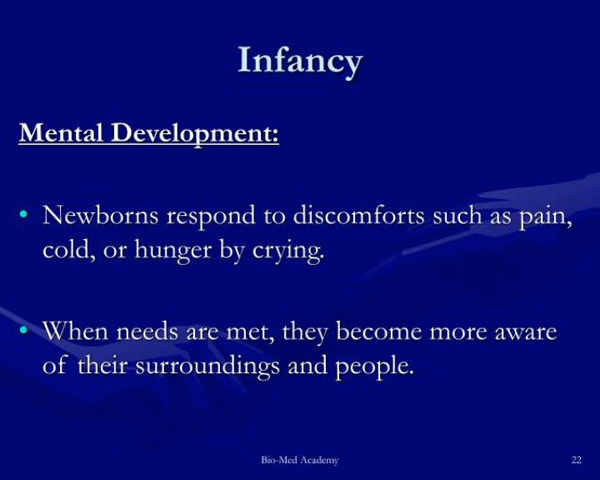 Infancy
Mental Development:
• Newborns respond to discomforts such as pain,
cold, or hunger by crying.
• When needs are met, they become more aware
of their surroundings and people.
Bio-Med Academy 22